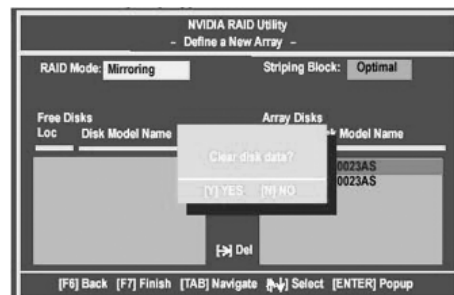 NVIDIA RAID Utility
- Define a New Array -
RAID Mode: Mirroring Striping Block: Optimal
Free Disks Array Disks
Loc Disk Model Name Model Name
Clear disk data?
[Y] YES [N] NO
0023AS
0023AS
[→] Del
[F6] Back [F7] Finish [TAB] Navigate [↑↓] Select [ENTER] Popup